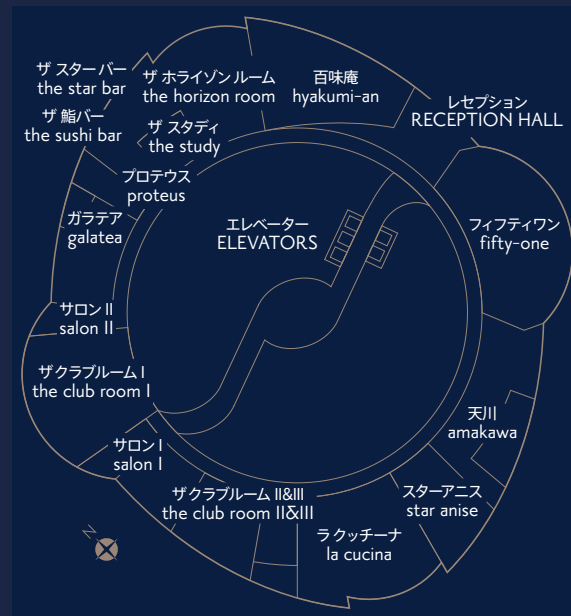 ザ スターバー
the star bar
ザ ホライゾン ルーム
the horizon room
百味庵
hyakumi-an
レセプション
RECEPTION HALL
ザ 鮨バー
the sushi bar
ザ スタディ
the study
プロテウス
proteus
ガラテア
galatea
エレベーター
ELEVATORS
フィフティワン
fifty-one
サロン II
salon II
ザ クラブルーム I
the club room I
天川
amakawa
サロン I
salon I
ザ クラブルーム II&III
the club room II&III
スターアニス
star anise
ラ クッチーナ
la cucina
N